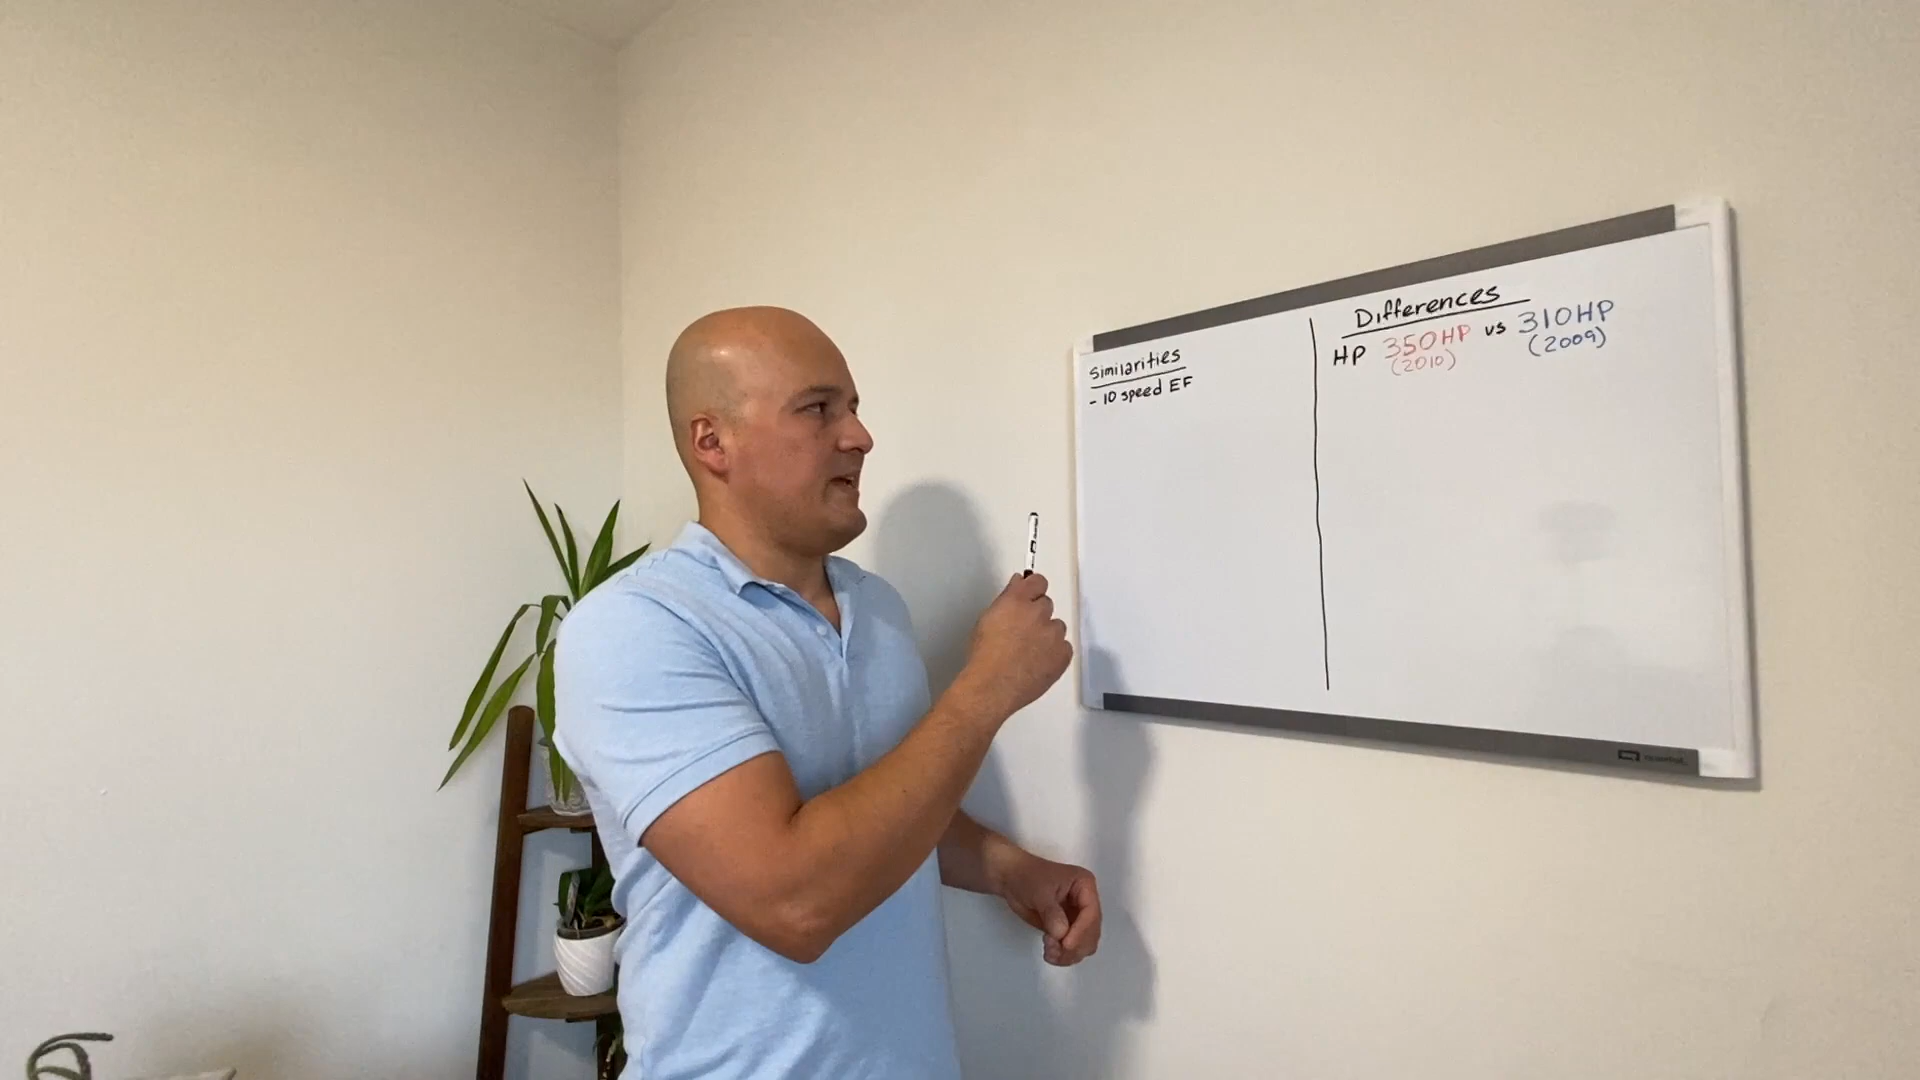 Similarities
- 10 speed EF
Differences
HP 350HP vs 310HP
(2010) (2009)